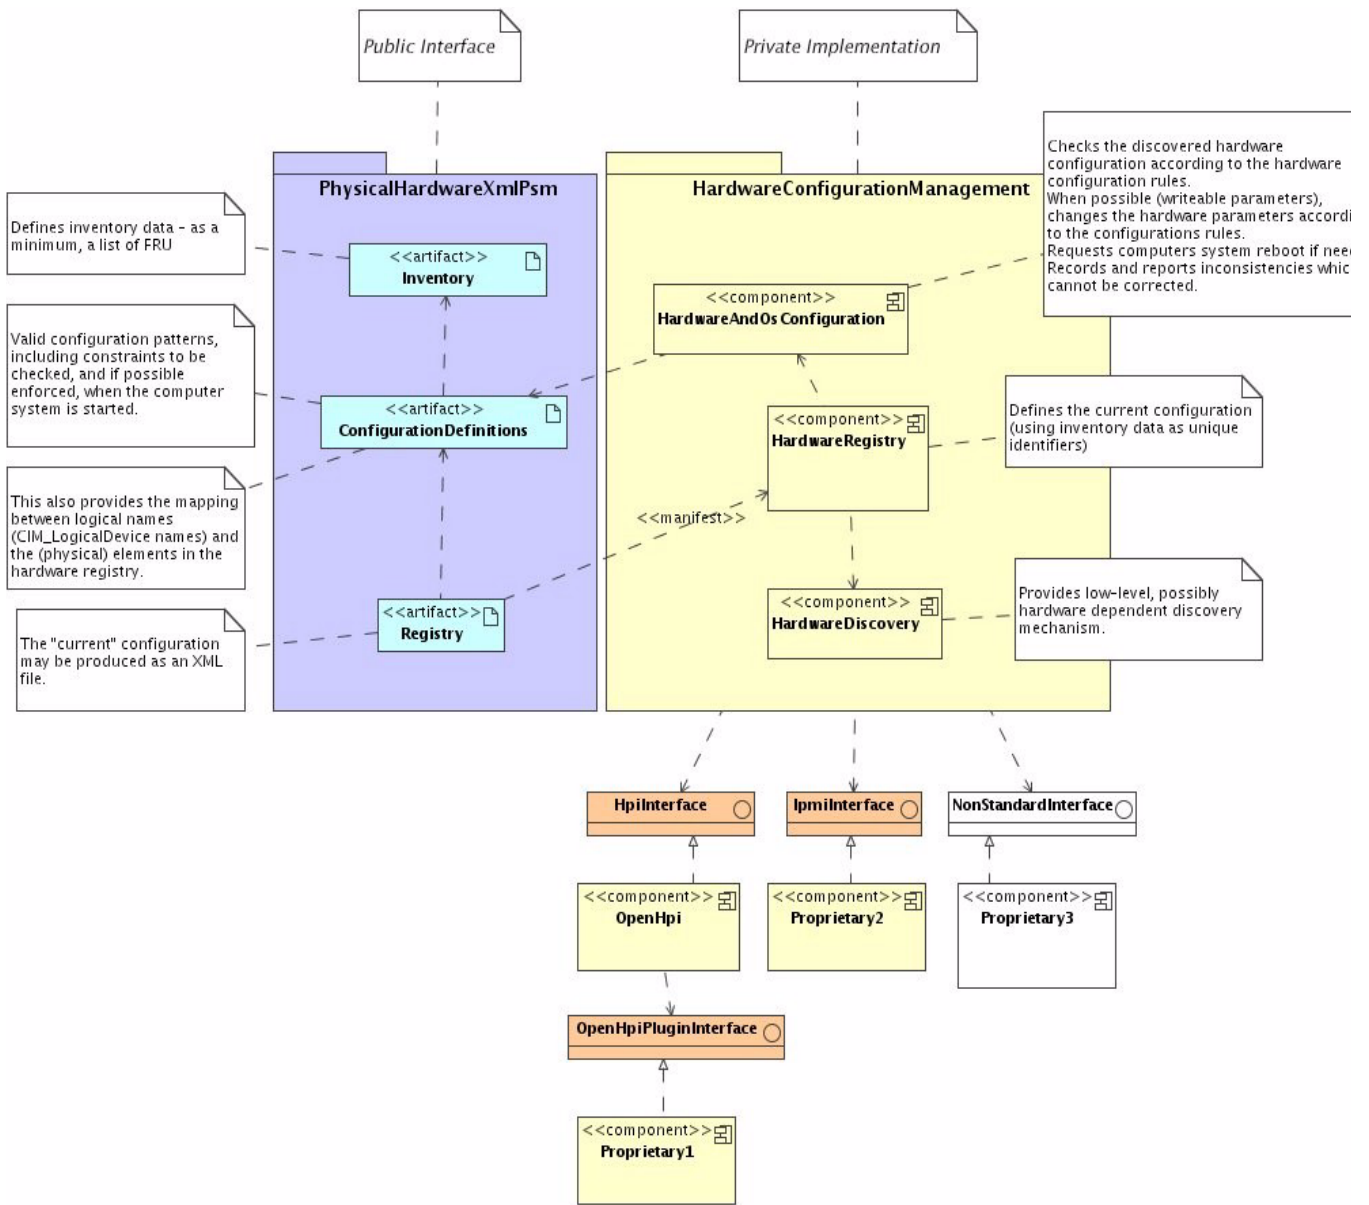 Public Interface
Private Implementation
Checks the discovered hardware
configuration according to the hardware
configuration rules.
When possible (writeable parameters),
changes the hardware parameters accordi
to the configurations rules.
Requests computers system reboot if need
Records and reports inconsistencies whic
cannot be corrected.
PhysicalHardwareXmlPsm
HardwareConfigurationManagement
Defines inventory data - as a
minimum, a list of FRU
<<artifact>>
Inventory
<<component>>
HardwareAndOsConfiguration
Valid configuration patterns,
including constraints to be
checked, and if possible
enforced, when the computer
system is started.
<<artifact>>
ConfigurationDefinitions
<<component>>
HardwareRegistry
Defines the current configuration
(using inventory data as unique
identifiers)
This also provides the mapping
between logical names
(CIM_LogicalDevice names) and
the (physical) elements in the
hardware registry.
<<manifest>>
<<artifact>>
Registry
<<component>>
HardwareDiscovery
Provides low-level, possibly
hardware dependent discovery
mechanism.
The "current" configuration
may be produced as an XML
file.
HpiInterface
IpmiInterface
NonStandardInterface
<<component>>
OpenHpi
<<component>>
Proprietary2
<<component>>
Proprietary3
OpenHpiPluginInterface
<<component>>
Proprietary1